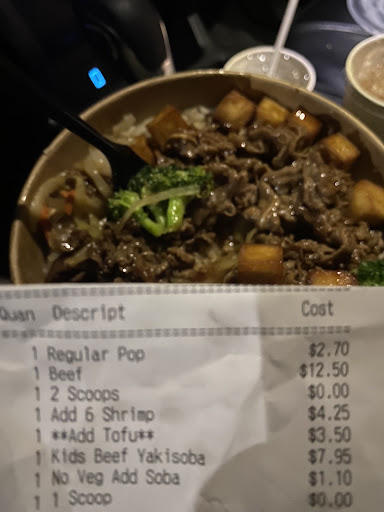 Quan Descript Cost
1 Regular Pop $2.70
1 Beef $12.50
1 2 Scoops $0.00
1 Add 6 Shrimp $4.25
1 **Add Tofu** $3.50
1 Kids Beef Yakisoba $7.95
1 No Veg Add Soba $1.10
1 1 Scoop $0.00